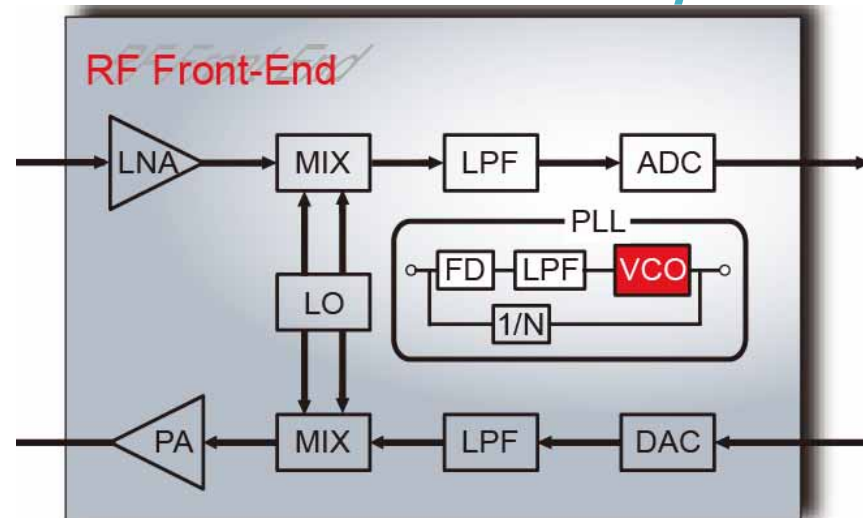 RF Front-End
LNA MIX LPF ADC
PLL
FD LPF VCO
LO
1/N
PA MIX LPF DAC